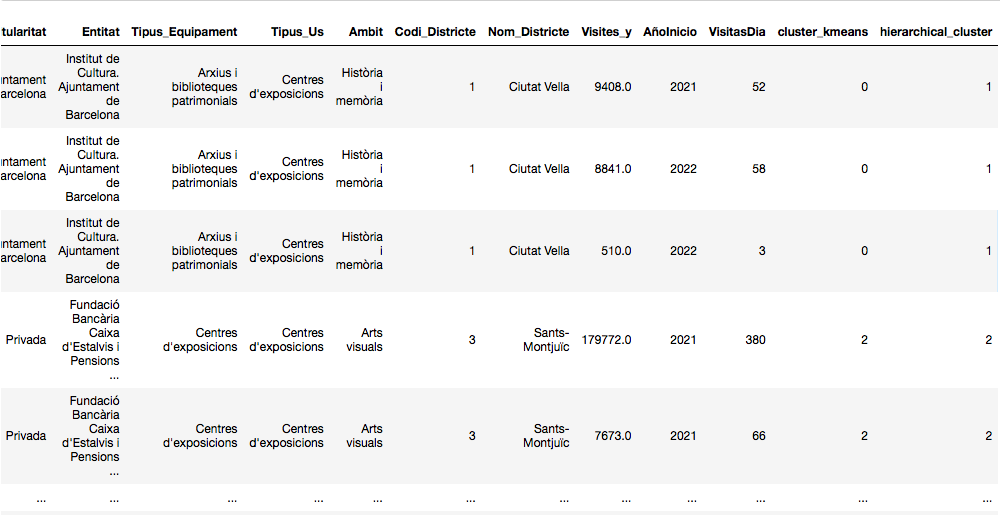 tularitat Entitat Tipus_Equipament Tipus_Us Ambit Codi_Districte Nom_Districte Visites_y AñoInicio VisitasDia cluster_kmeans hierarchical_cluster
untament
arcelona
Institut de
Cultura.
Ajuntament
de
Barcelona
Arxius i
biblioteques
patrimonials
Centres
d'exposicions
Història
i
memòria
1
Ciutat Vella
9408.0
2021
52
0
1
untament
arcelona
Institut de
Cultura.
Ajuntament
de
Barcelona
Arxius i
biblioteques
patrimonials
Centres
d'exposicions
Història
i
memòria
1
Ciutat Vella
8841.0
2022
58
0
1
untament
arcelona
Institut de
Cultura.
Ajuntament
de
Barcelona
Arxius i
biblioteques
patrimonials
Centres
d'exposicions
Història
i
memòria
1
Ciutat Vella
510.0
2022
3
0
1
Privada
Fundació
Bancària
Caixa
d'Estalvis i
Pensions
...
Centres
d'exposicions
Centres
d'exposicions
Arts
visuals
3
Sants-
Montjuïc
179772.0
2021
380
2
2
Privada
Fundació
Bancària
Caixa
d'Estalvis i
Pensions
...
Centres
d'exposicions
Centres
d'exposicions
Arts
visuals
3
Sants-
Montjuïc
7673.0
2021
66
2
2
... ... ... ... ... ... ... ... ... ... ... ...